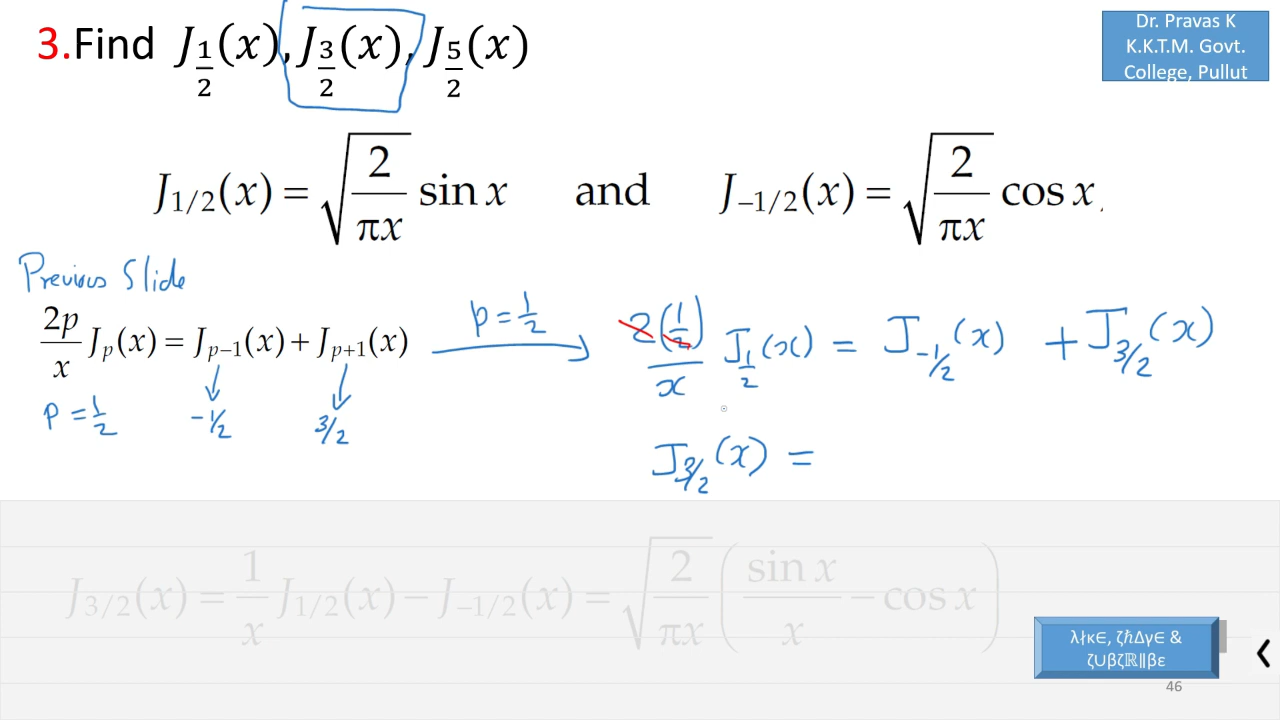 3.Find J_{1/2}(x), J_{3/2}(x), J_{5/2}(x)
Dr. Pravas K
K.K.T.M. Govt.
College, Pullut
J_{1/2}(x) = √(2/πx) sin x and J_{−1/2}(x) = √(2/πx) cos x.
Previous Slide
2p/x J_p(x) = J_{p−1}(x) + J_{p+1}(x)
p = 1/2
2(1/2)/x J_{1/2}(x) = J_{-1/2}(x) + J_{3/2}(x)
p = 1/2 -1/2 3/2
J_{3/2}(x) =
J_{3/2}(x) = 1/x J_{1/2}(x) − J_{−1/2}(x) = √(2/πx) (sin x/x − cos x)
λ∤κ∈, ζℏΔγ∈ &
ζ∪βζℝ∥βε
46